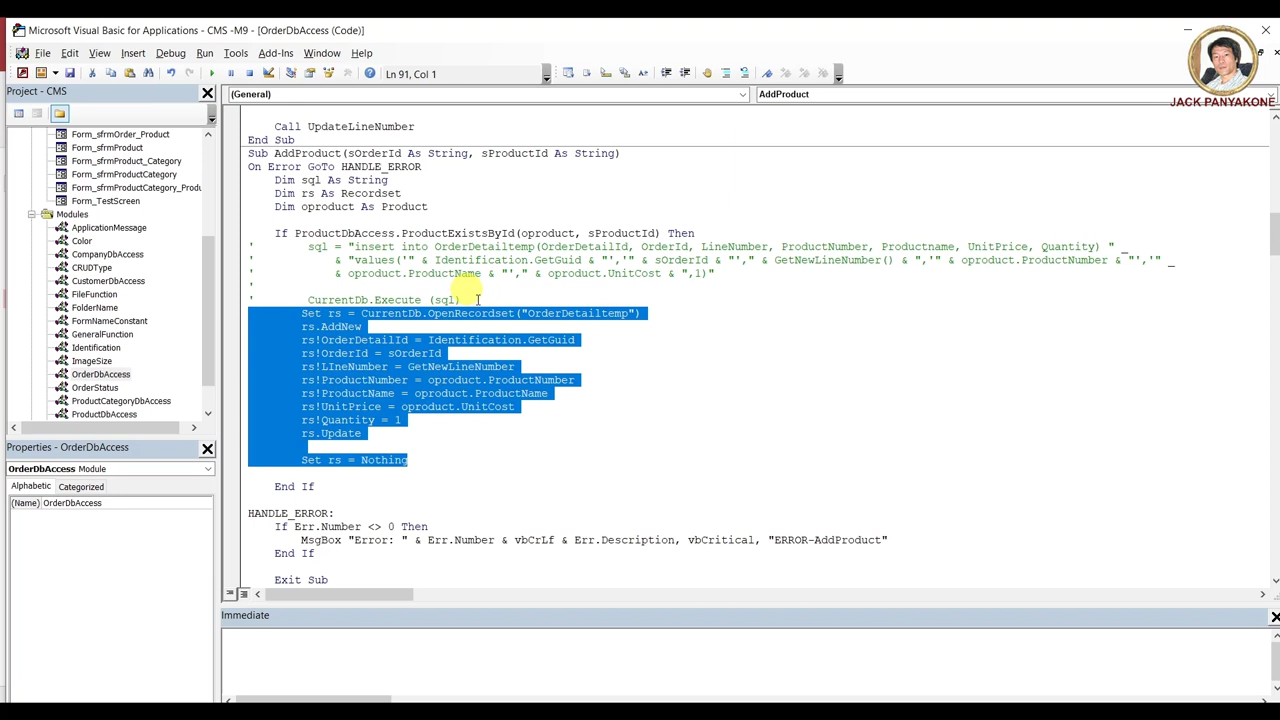 Microsoft Visual Basic for Applications - CMS -M9 - [OrderDbAccess (Code)]
File Edit View Insert Debug Run Tools Add-Ins Window Help
Ln 91, Col 1
JACK PANYAKONE
Project - CMS
(General)
AddProduct
Form_sfrmOrder_Product
Form_sfrmProduct
Form_sfrmProduct_Category
Form_sfrmProductCategory
Form_sfrmProductCategory_Produ
Form_TestScreen
Modules
ApplicationMessage
Color
CompanyDbAccess
CRUDType
CustomerDbAccess
FileFunction
FolderName
FormNameConstant
GeneralFunction
Identification
ImageSize
OrderDbAccess
OrderStatus
ProductCategoryDbAccess
ProductDbAccess
Properties - OrderDbAccess
OrderDbAccess Module
Alphabetic Categorized
(Name) OrderDbAccess
Call UpdateLineNumber
End Sub
Sub AddProduct(sOrderId As String, sProductId As String)
On Error GoTo HANDLE_ERROR
Dim sql As String
Dim rs As Recordset
Dim oproduct As Product
If ProductDbAccess.ProductExistsById(oproduct, sProductId) Then
' sql = "insert into OrderDetailtemp(OrderDetailId, OrderId, LineNumber, ProductNumber, Productname, UnitPrice, Quantity) " _
' & "values('" & Identification.GetGuid & "','" & sOrderId & "'," & GetNewLineNumber() & ",'" & oproduct.ProductNumber & "','" _
' & oproduct.ProductName & "'," & oproduct.UnitCost & ",1)"
'
' CurrentDb.Execute (sql)
Set rs = CurrentDb.OpenRecordset("OrderDetailtemp")
rs.AddNew
rs!OrderDetailId = Identification.GetGuid
rs!OrderId = sOrderId
rs!LIneNumber = GetNewLineNumber
rs!ProductNumber = oproduct.ProductNumber
rs!ProductName = oproduct.ProductName
rs!UnitPrice = oproduct.UnitCost
rs!Quantity = 1
rs.Update
Set rs = Nothing
End If
HANDLE_ERROR:
If Err.Number <> 0 Then
MsgBox "Error: " & Err.Number & vbCrLf & Err.Description, vbCritical, "ERROR-AddProduct"
End If
Exit Sub
Immediate